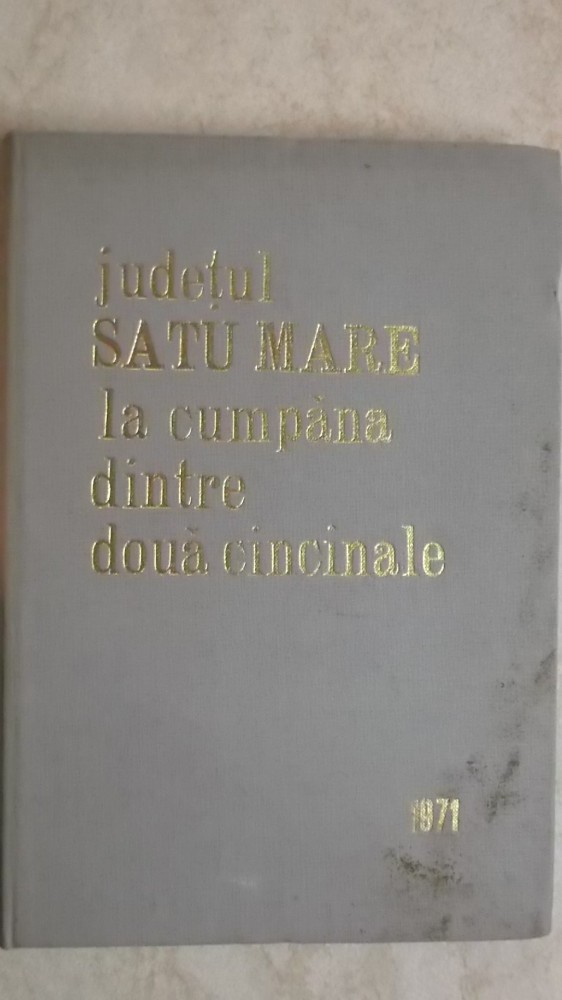 județul
SATU MARE
la cumpăna
dintre
două cincinale
1971